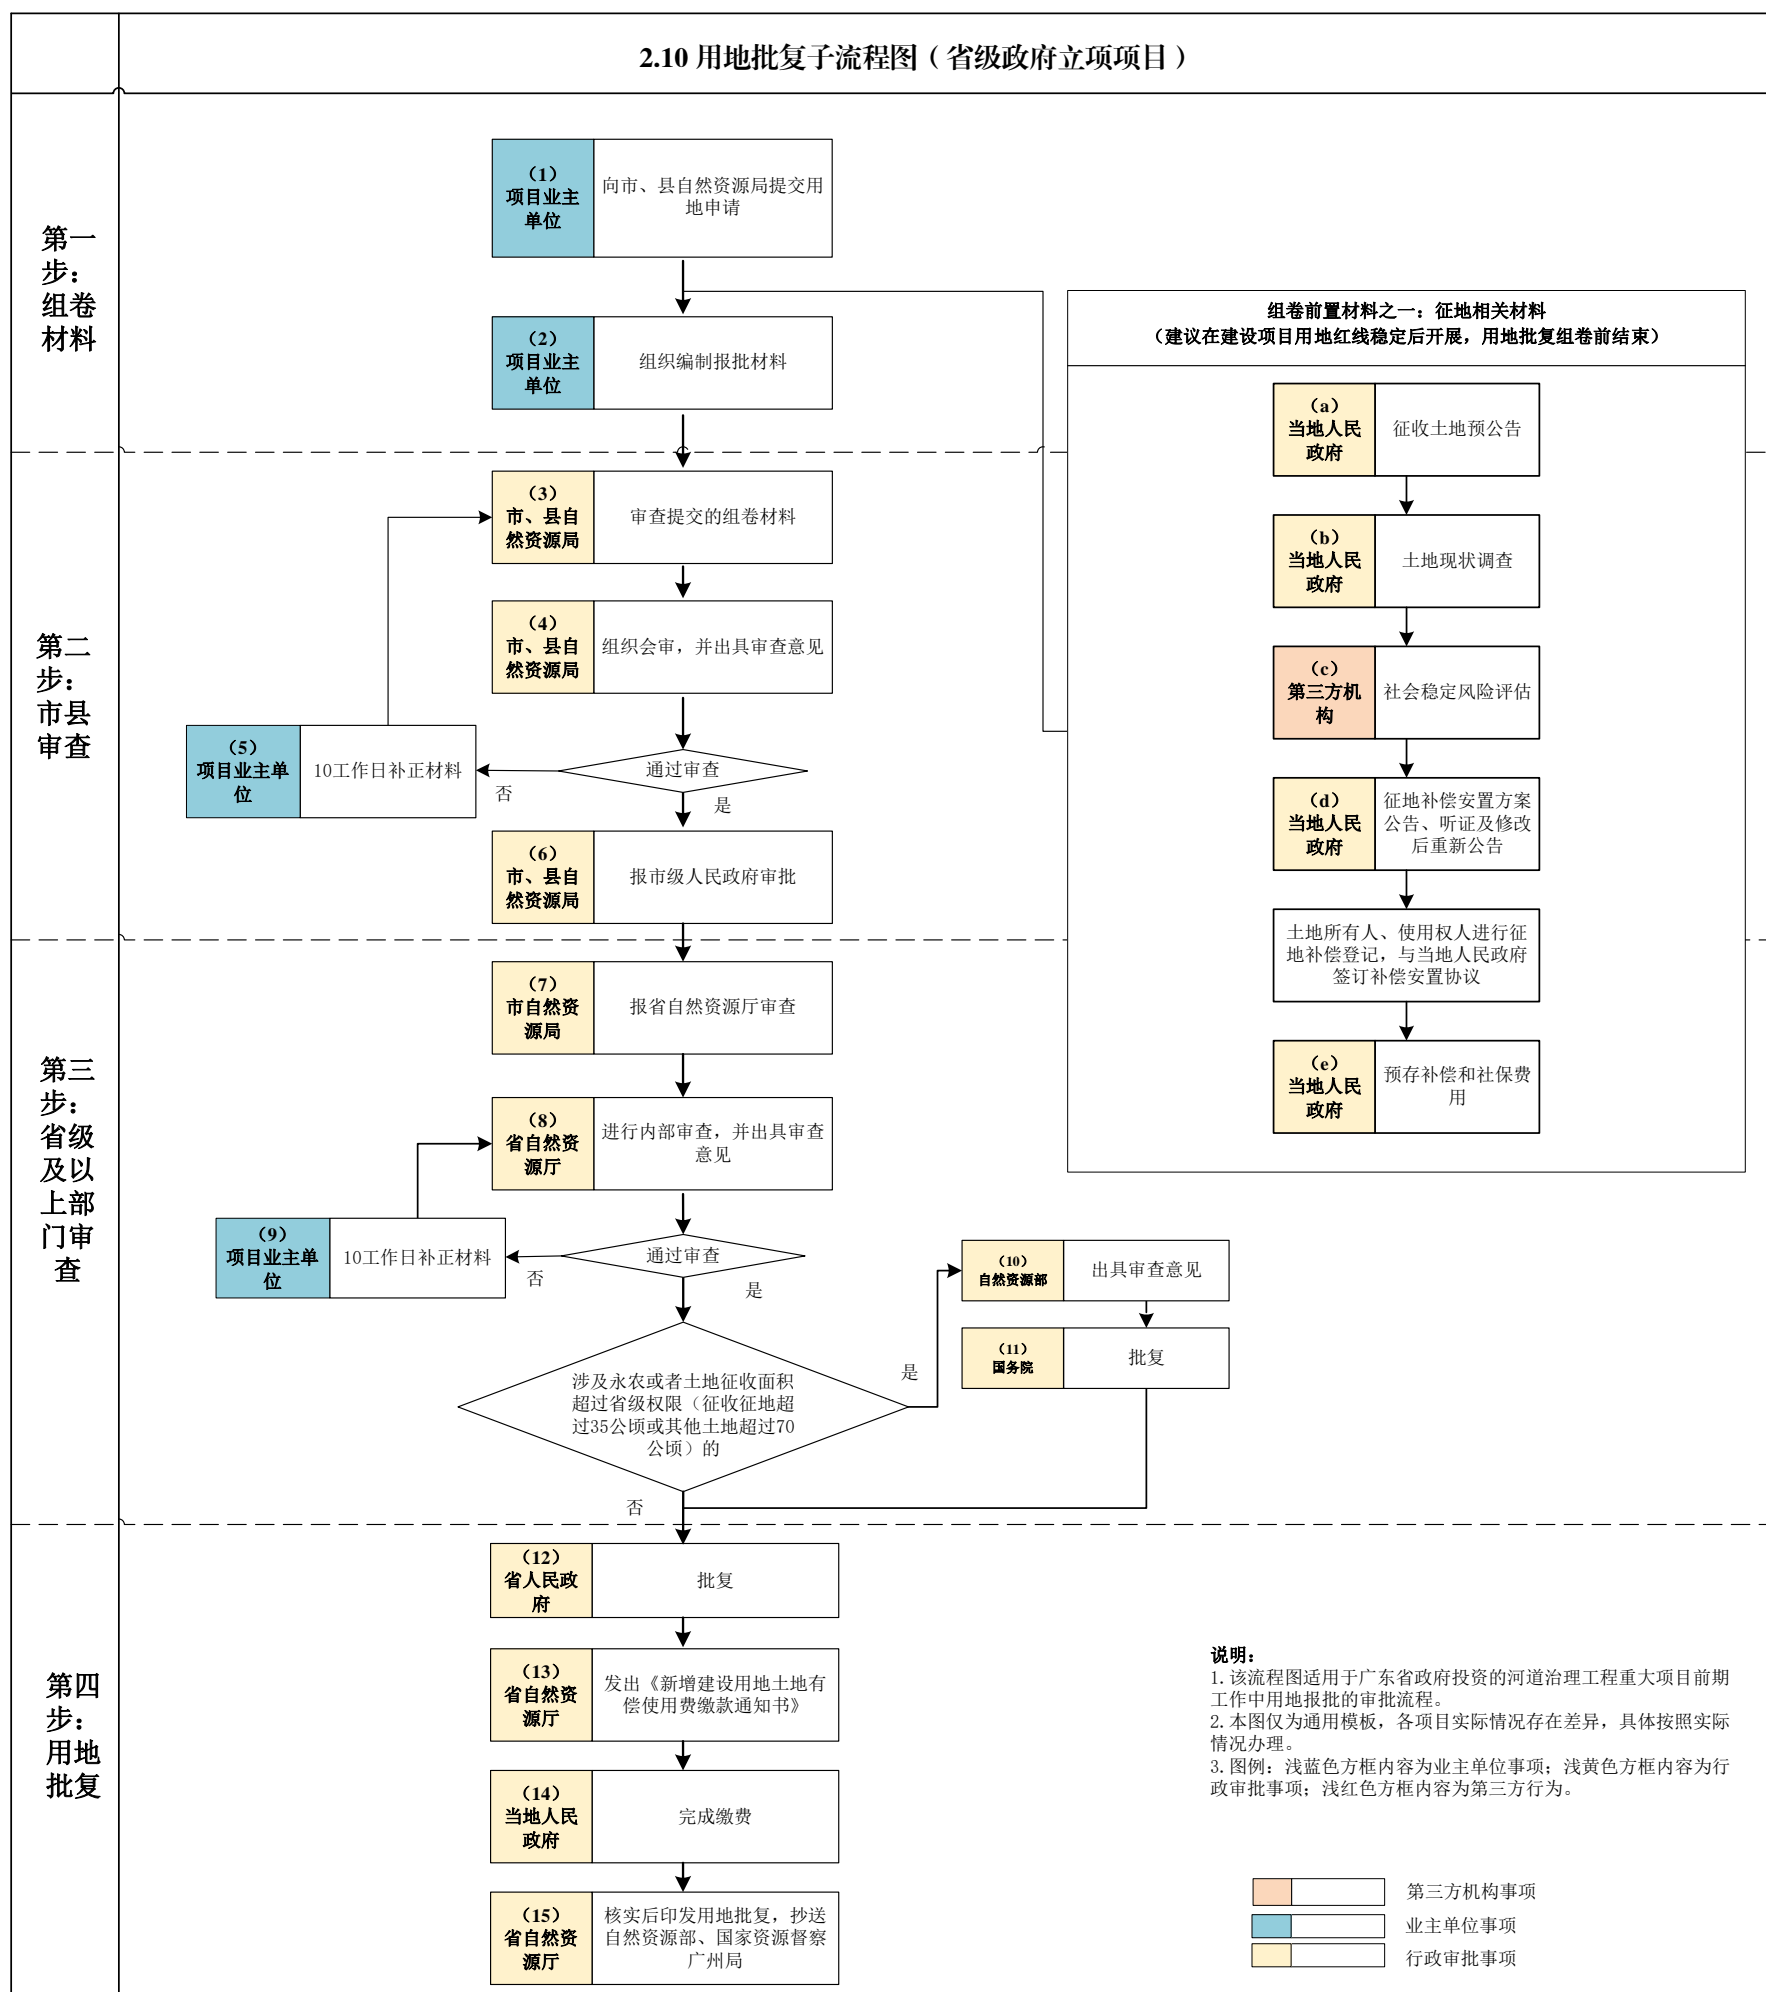 2.10 用地批复子流程图（省级政府立项项目）
第一
步：
组卷
材料
（1）
项目业主
单位
向市、县自然资源局提交用
地申请
（2）
项目业主
单位
组织编制报批材料
组卷前置材料之一：征地相关材料
（建议在建设项目用地红线稳定后开展，用地批复组卷前结束）
（a）
当地人民
政府
征收土地预公告
（b）
当地人民
政府
土地现状调查
（c）
第三方机
构
社会稳定风险评估
（d）
当地人民
政府
征地补偿安置方案
公告、听证及修改
后重新公告
土地所有人、使用权人进行征
地补偿登记，与当地人民政府
签订补偿安置协议
（e）
当地人民
政府
预存补偿和社保费
用
第二
步：
市县
审查
（3）
市、县自
然资源局
审查提交的组卷材料
（4）
市、县自
然资源局
组织会审，并出具审查意见
通过审查
否
是
（5）
项目业主单
位
10工作日补正材料
（6）
市、县自
然资源局
报市级人民政府审批
第三
步：
省级
及以
上部
门审
查
（7）
市自然资
源局
报省自然资源厅审查
（8）
省自然资
源厅
进行内部审查，并出具审查
意见
通过审查
否
是
（9）
项目业主单
位
10工作日补正材料
涉及永农或者土地征收面积
超过省级权限（征收征地超
过35公顷或其他土地超过70
公顷）的
是
否
（10）
自然资源部
出具审查意见
（11）
国务院
批复
第四
步：
用地
批复
（12）
省人民政
府
批复
（13）
省自然资
源厅
发出《新增建设用地土地有
偿使用费缴款通知书》
（14）
当地人民
政府
完成缴费
（15）
省自然资
源厅
核实后印发用地批复，抄送
自然资源部、国家资源督察
广州局
说明：
1.该流程图适用于广东省政府投资的河道治理工程重大项目前期
工作中用地报批的审批流程。
2.本图仅为通用模板，各项目实际情况存在差异，具体按照实际
情况办理。
3.图例：浅蓝色方框内容为业主单位事项；浅黄色方框内容为行
政审批事项；浅红色方框内容为第三方行为。
第三方机构事项
业主单位事项
行政审批事项